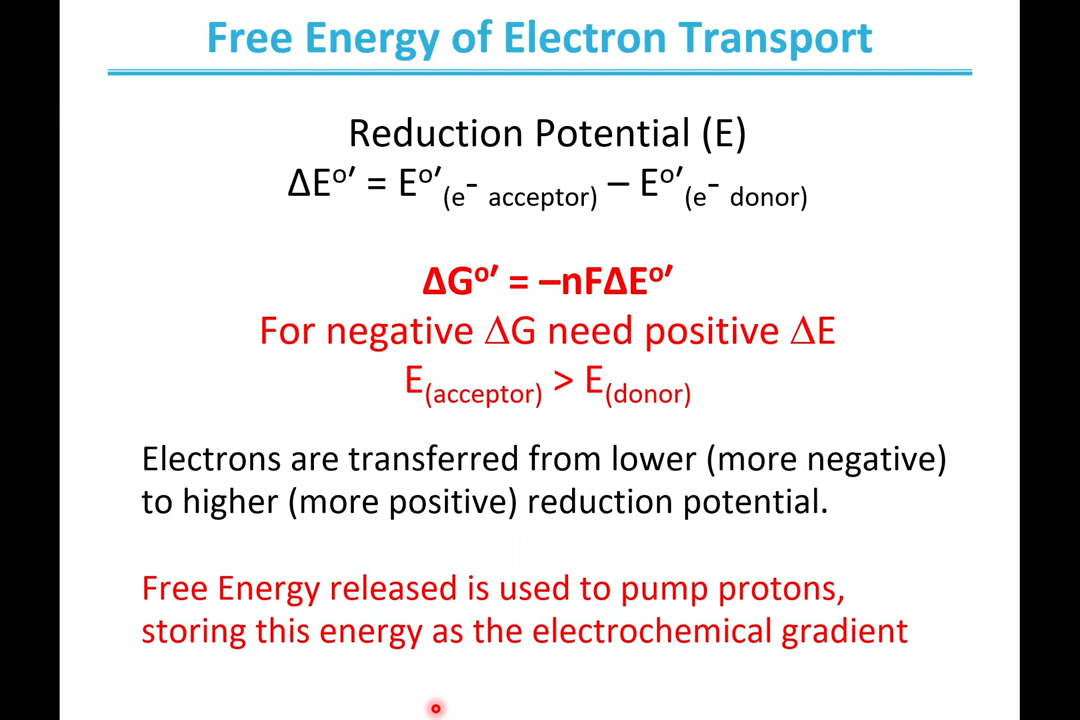 Free Energy of Electron Transport
Reduction Potential (E)
ΔE°′ = E°′(e- acceptor) – E°′(e- donor)
ΔG°′ = –nFΔE°′
For negative ΔG need positive ΔE
E(acceptor) > E(donor)
Electrons are transferred from lower (more negative)
to higher (more positive) reduction potential.
Free Energy released is used to pump protons,
storing this energy as the electrochemical gradient